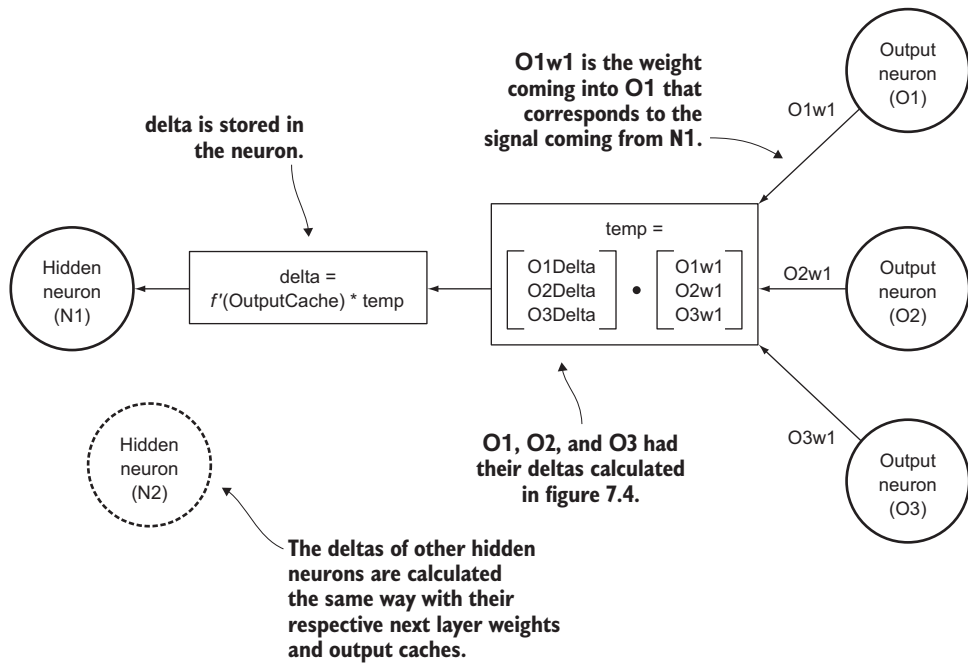 Output
neuron
(O1)
O1w1 is the weight
coming into O1 that
corresponds to the
signal coming from N1.
O1w1
delta is stored in
the neuron.
temp =
O1Delta
O2Delta
O3Delta
•
O1w1
O2w1
O3w1
Hidden
neuron
(N1)
delta =
f'(OutputCache) * temp
O2w1
Output
neuron
(O2)
O3w1
Output
neuron
(O3)
O1, O2, and O3 had
their deltas calculated
in figure 7.4.
Hidden
neuron
(N2)
The deltas of other hidden
neurons are calculated
the same way with their
respective next layer weights
and output caches.